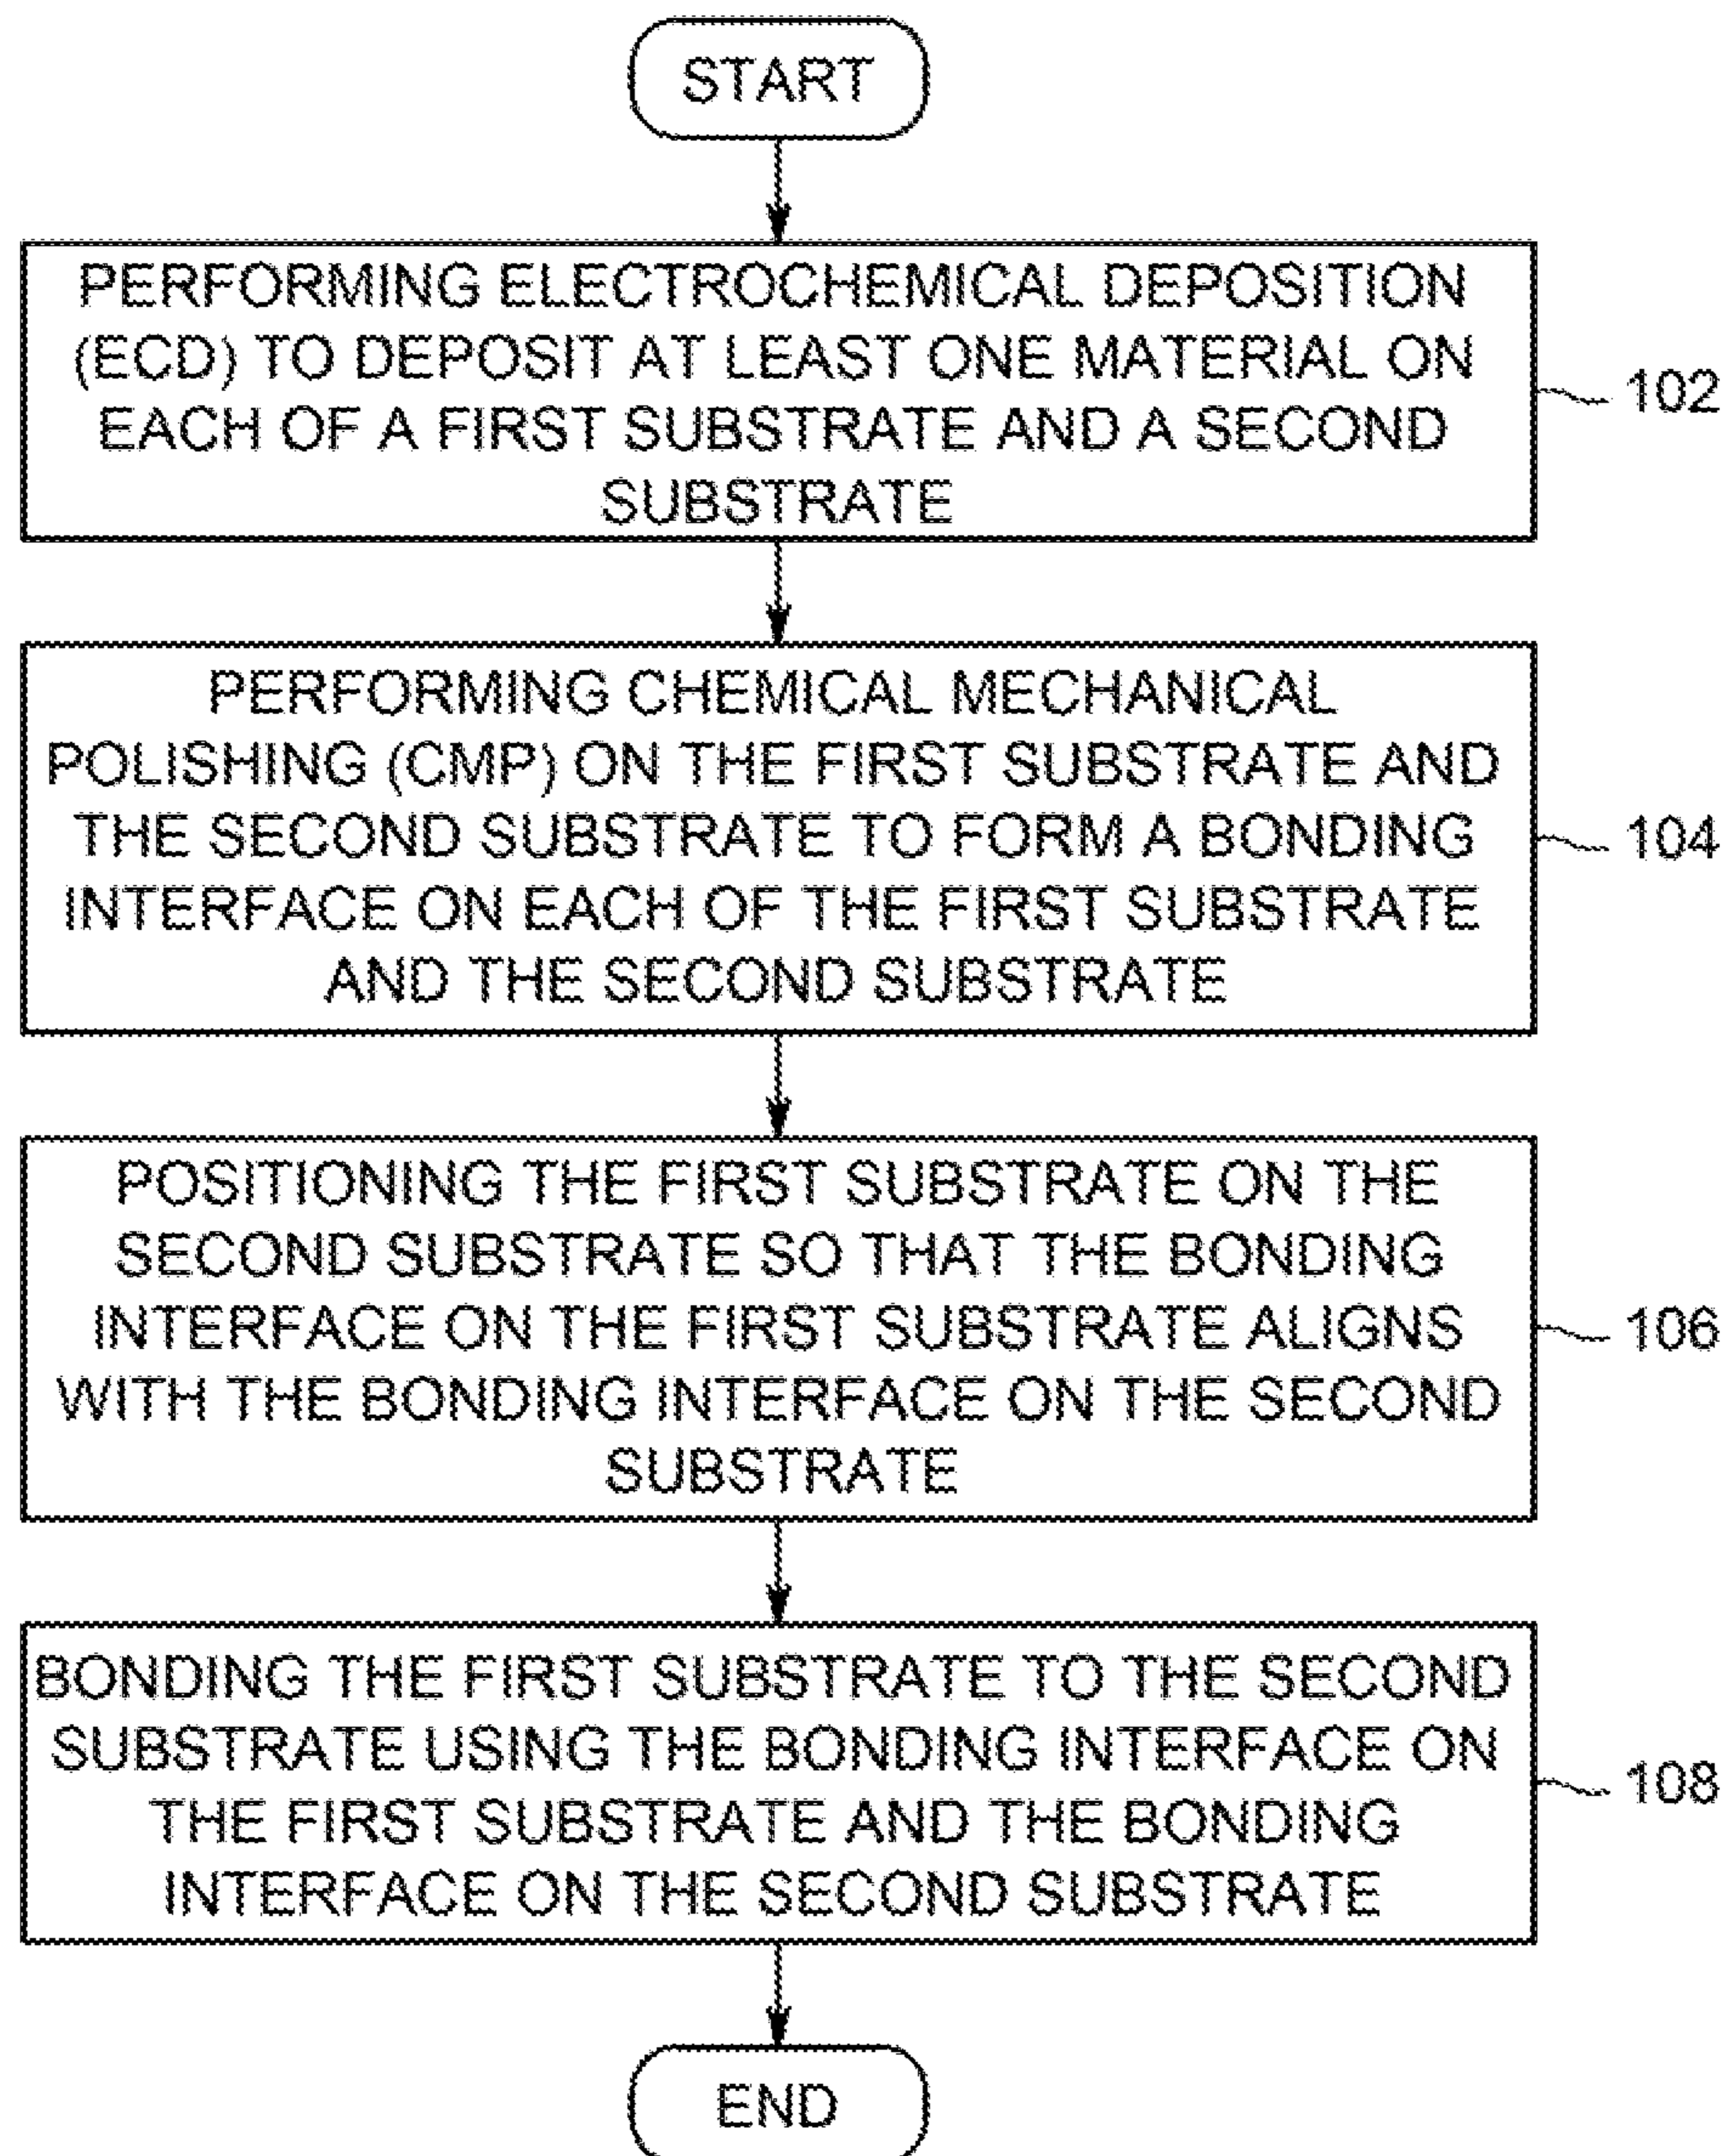 START
PERFORMING ELECTROCHEMICAL DEPOSITION
(ECD) TO DEPOSIT AT LEAST ONE MATERIAL ON
EACH OF A FIRST SUBSTRATE AND A SECOND
SUBSTRATE
102
PERFORMING CHEMICAL MECHANICAL
POLISHING (CMP) ON THE FIRST SUBSTRATE AND
THE SECOND SUBSTRATE TO FORM A BONDING
INTERFACE ON EACH OF THE FIRST SUBSTRATE
AND THE SECOND SUBSTRATE
104
POSITIONING THE FIRST SUBSTRATE ON THE
SECOND SUBSTRATE SO THAT THE BONDING
INTERFACE ON THE FIRST SUBSTRATE ALIGNS
WITH THE BONDING INTERFACE ON THE SECOND
SUBSTRATE
106
BONDING THE FIRST SUBSTRATE TO THE SECOND
SUBSTRATE USING THE BONDING INTERFACE ON
THE FIRST SUBSTRATE AND THE BONDING
INTERFACE ON THE SECOND SUBSTRATE
108
END